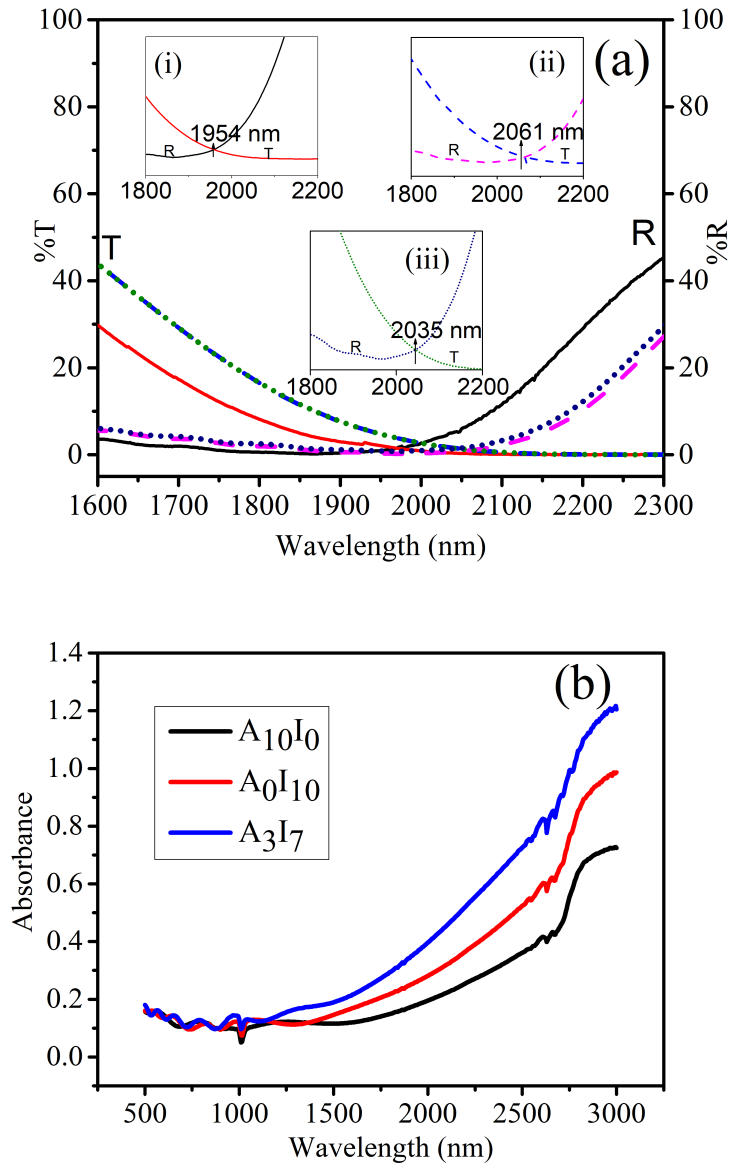 100
80
60
40
20
0
%T
100
80
60
40
20
0
%R
(a)
(i)
1954 nm
R
T
1800
2000
2200
(ii)
2061 nm
R
T
1800
2000
2200
T
R
(iii)
2035 nm
R
T
1800
2000
2200
1600
1700
1800
1900
2000
2100
2200
2300
Wavelength (nm)
1.4
1.2
1.0
0.8
0.6
0.4
0.2
0.0
Absorbance
(b)
A10I0
A0I10
A3I7
500
1000
1500
2000
2500
3000
Wavelength (nm)